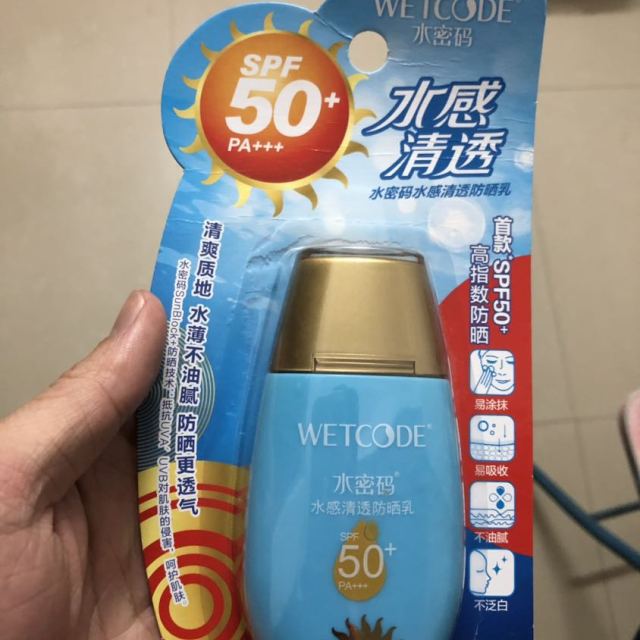 WETCODE®
水密码
SPF
50+
PA+++
水感
清透
水密码水感清透防晒乳
首款*SPF50+
高指数防晒
清爽质地 水薄不油腻 防晒更透气
水密码SunBlock+防晒技术,抵抗UVA、UVB对肌肤的侵害,呵护肌肤。
易涂抹
易吸收
不油腻
不泛白
WETCODE®
水密码®
水感清透防晒乳
SPF
50+
PA+++